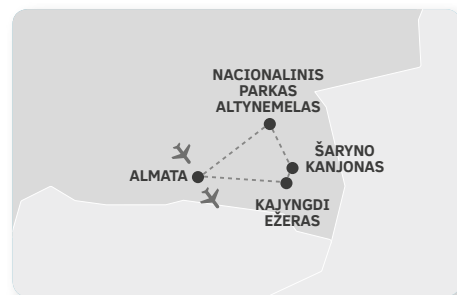 NACIONALINIS
PARKAS
ALTYNEMELAS
ŠARYNO
KANJONAS
ALMATA
KAJYNGDI
EŽERAS